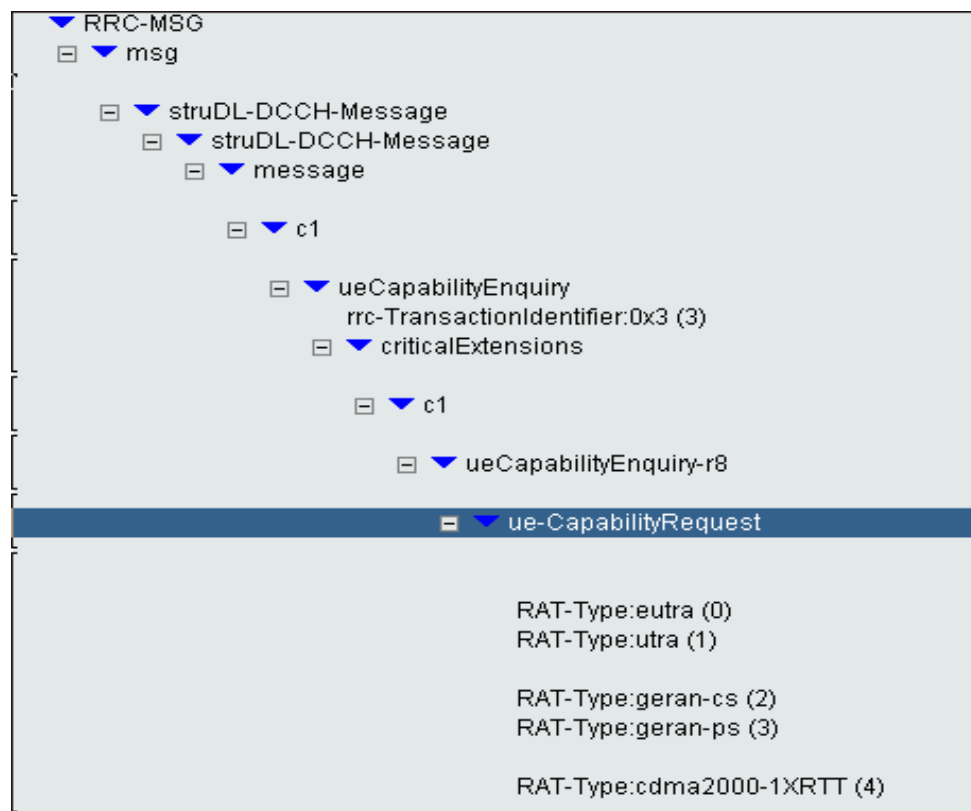 RRC-MSG
msg
struDL-DCCH-Message
struDL-DCCH-Message
message
c1
ueCapabilityEnquiry
rrc-TransactionIdentifier:0x3 (3)
criticalExtensions
c1
ueCapabilityEnquiry-r8
ue-CapabilityRequest
RAT-Type:eutra (0)
RAT-Type:utra (1)
RAT-Type:geran-cs (2)
RAT-Type:geran-ps (3)
RAT-Type:cdma2000-1XRTT (4)